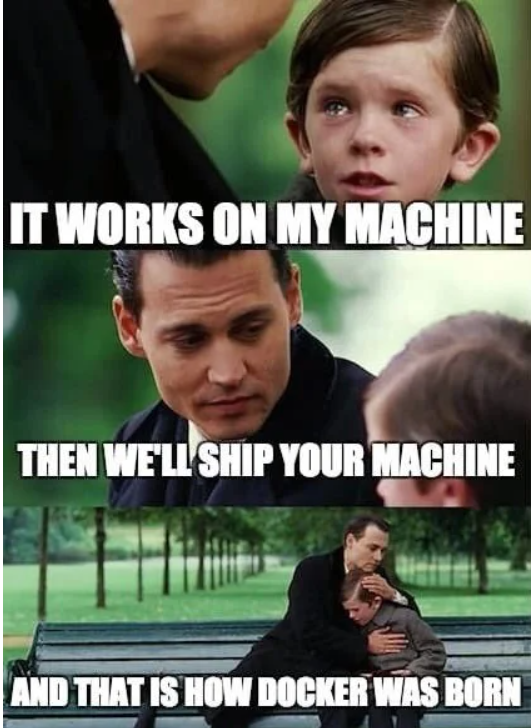 IT WORKS ON MY MACHINE
THEN WE'LL SHIP YOUR MACHINE
AND THAT IS HOW DOCKER WAS BORN